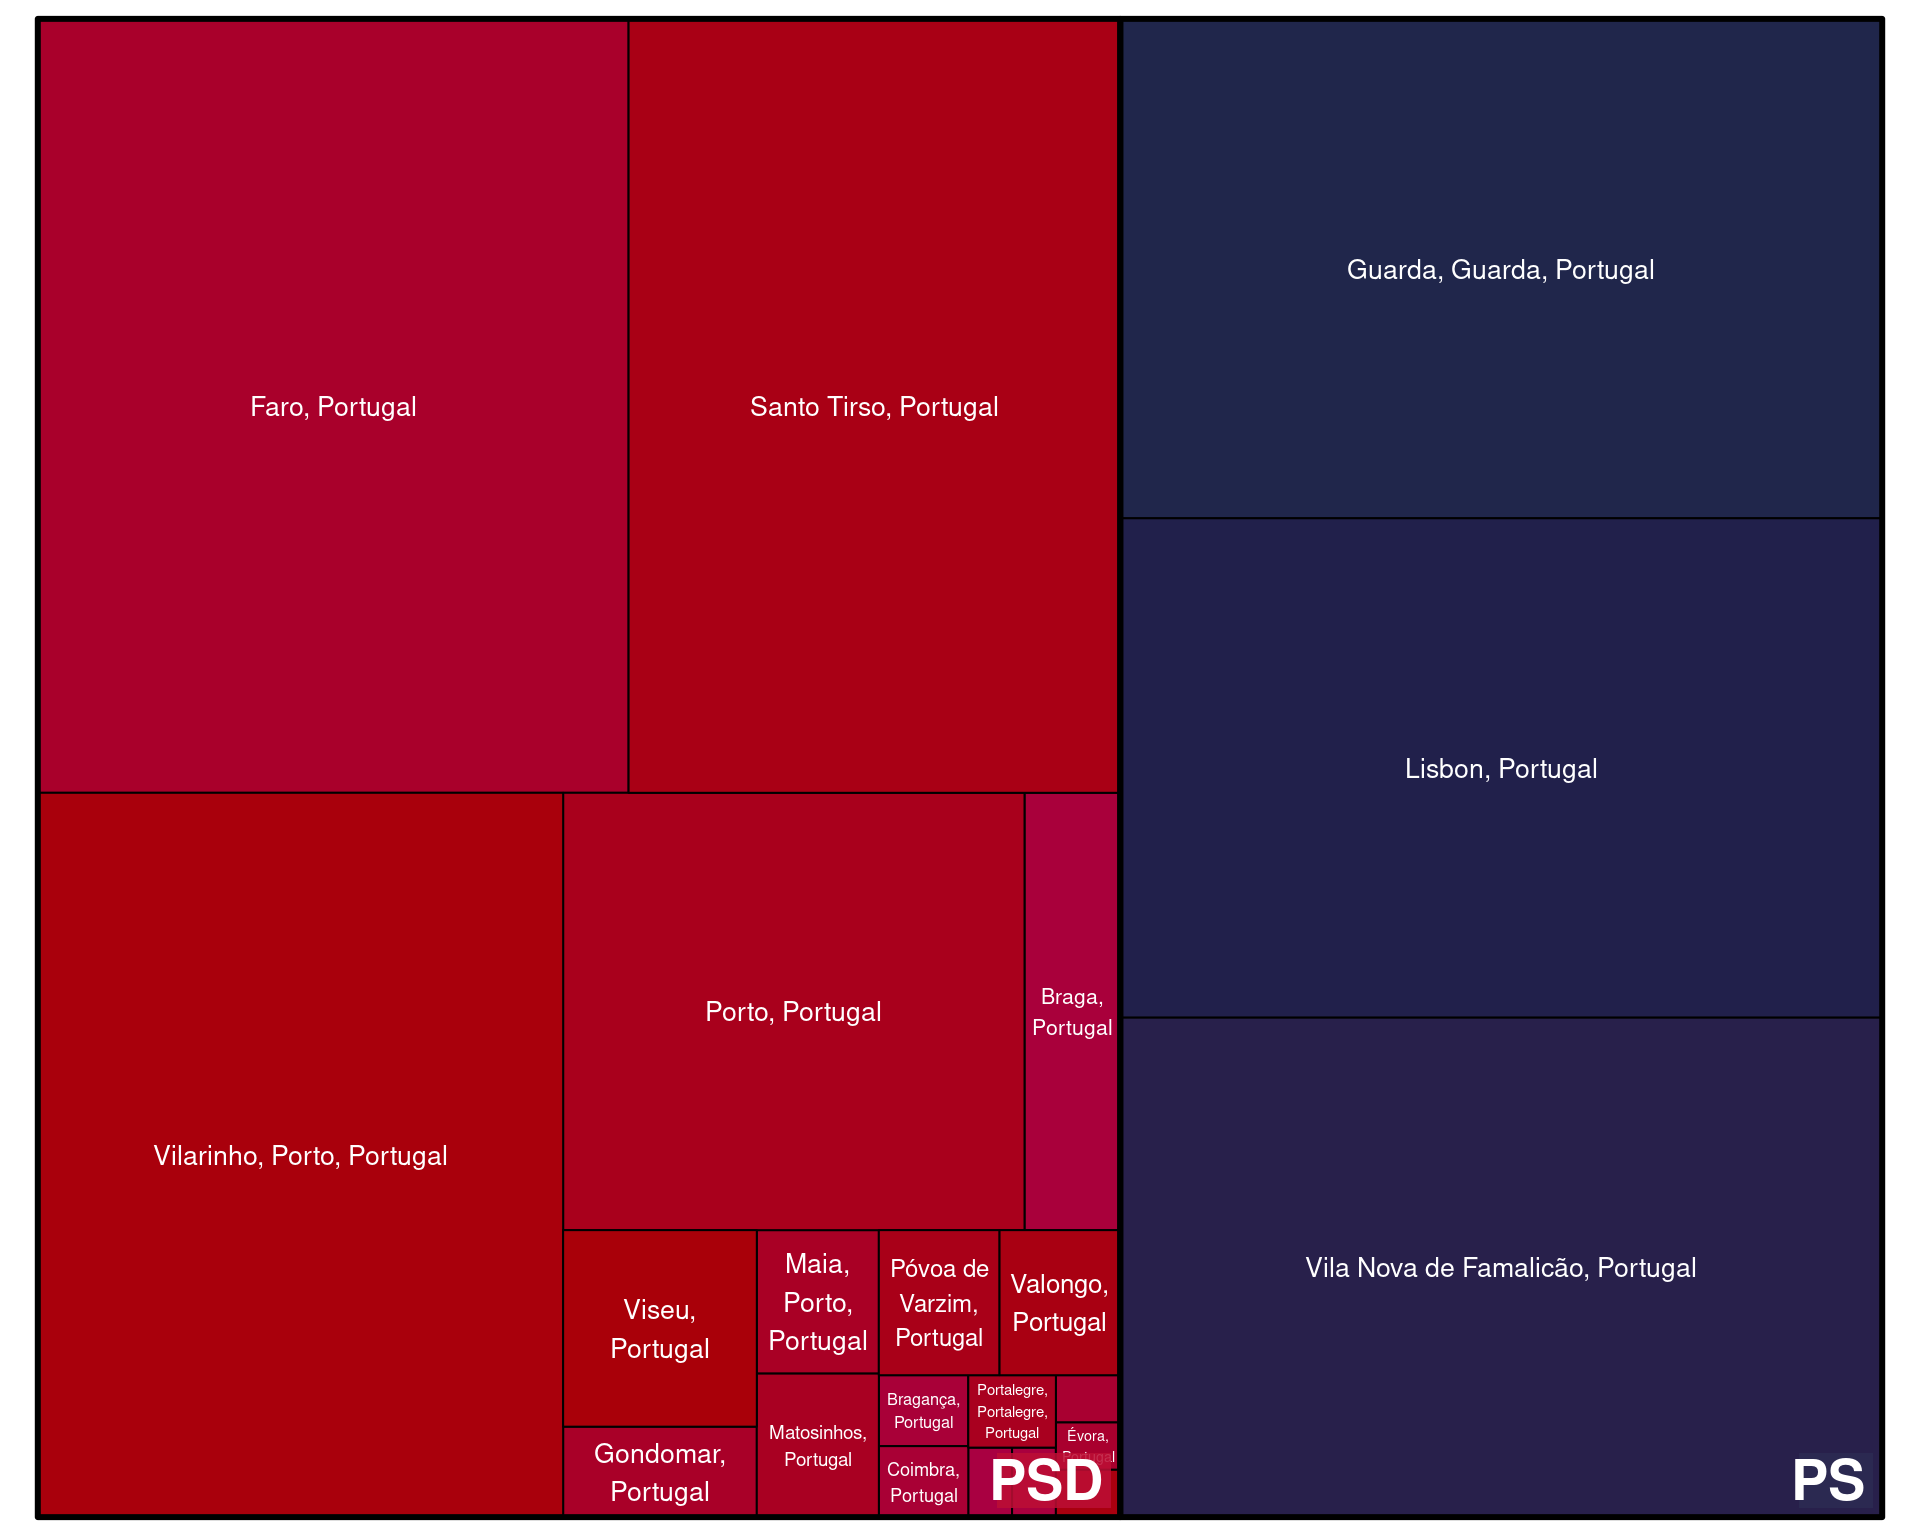 Faro, Portugal
Santo Tirso, Portugal
Guarda, Guarda, Portugal
Lisbon, Portugal
Vila Nova de Famalicão, Portugal
Vilarinho, Porto, Portugal
Porto, Portugal
Braga,
Portugal
Viseu,
Portugal
Gondomar,
Portugal
Maia,
Porto,
Portugal
Matosinhos,
Portugal
Póvoa de
Varzim,
Portugal
Valongo,
Portugal
Bragança,
Portugal
Coimbra,
Portugal
Portalegre,
Portalegre,
Portugal
Évora,
Portugal
PSD
PS